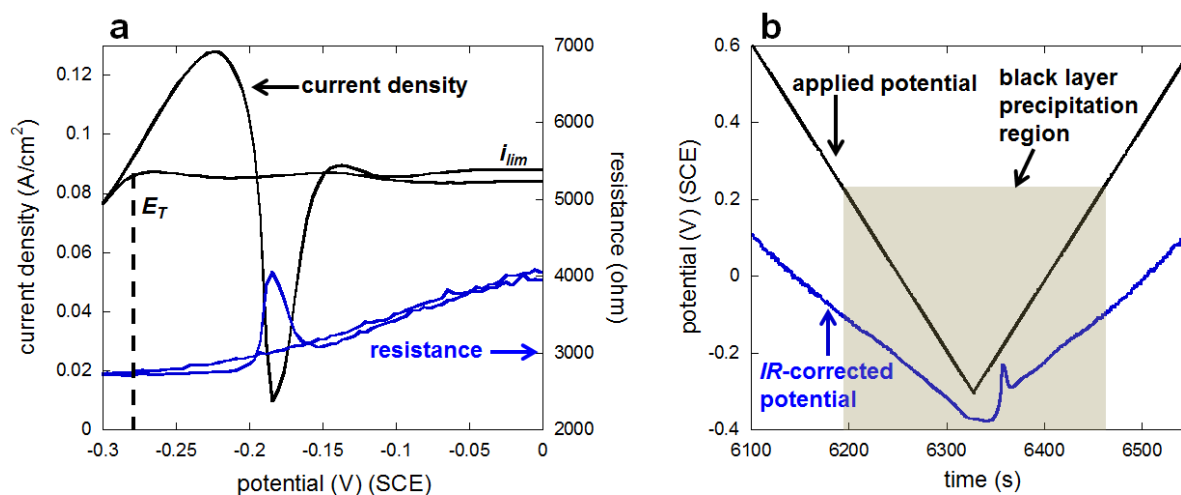 a
current density (A/cm²)
0.12
0.1
0.08
0.06
0.04
0.02
0
7000
6000
5000
4000
3000
2000
resistance (ohm)
current density
i_lim
E_T
resistance
-0.3
-0.25
-0.2
-0.15
-0.1
-0.05
0
potential (V) (SCE)
b
potential (V) (SCE)
0.6
0.4
0.2
0
-0.2
-0.4
applied potential
black layer
precipitation
region
IR-corrected
potential
6100
6200
6300
6400
6500
time (s)